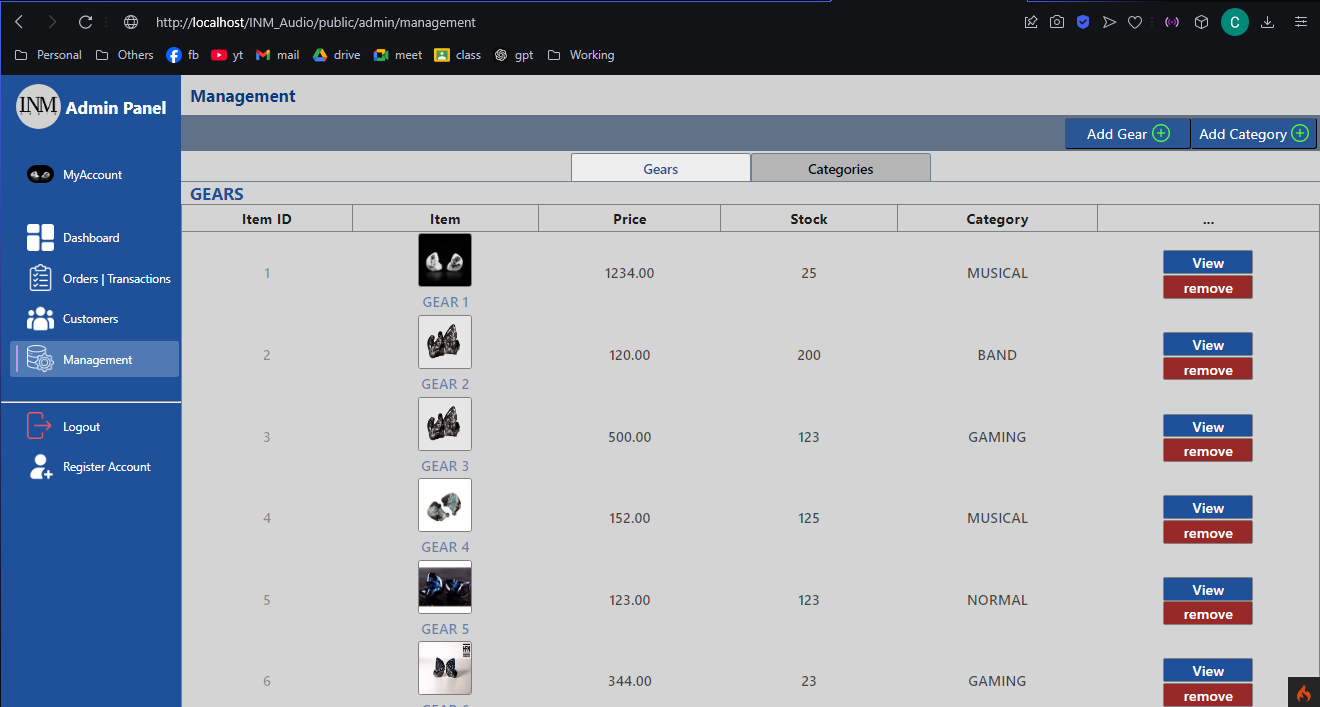 http://localhost/INM_Audio/public/admin/management
C
Personal Others fb yt mail drive meet class gpt Working
INM Admin Panel
MyAccount
Dashboard
Orders | Transactions
Customers
Management
Logout
Register Account
Management
Add Gear Add Category
Gears Categories
GEARS
Item ID Item Price Stock Category ...
1 GEAR 1 1234.00 25 MUSICAL View remove
2 GEAR 2 120.00 200 BAND View remove
3 GEAR 3 500.00 123 GAMING View remove
4 GEAR 4 152.00 125 MUSICAL View remove
5 GEAR 5 123.00 123 NORMAL View remove
6 344.00 23 GAMING View remove